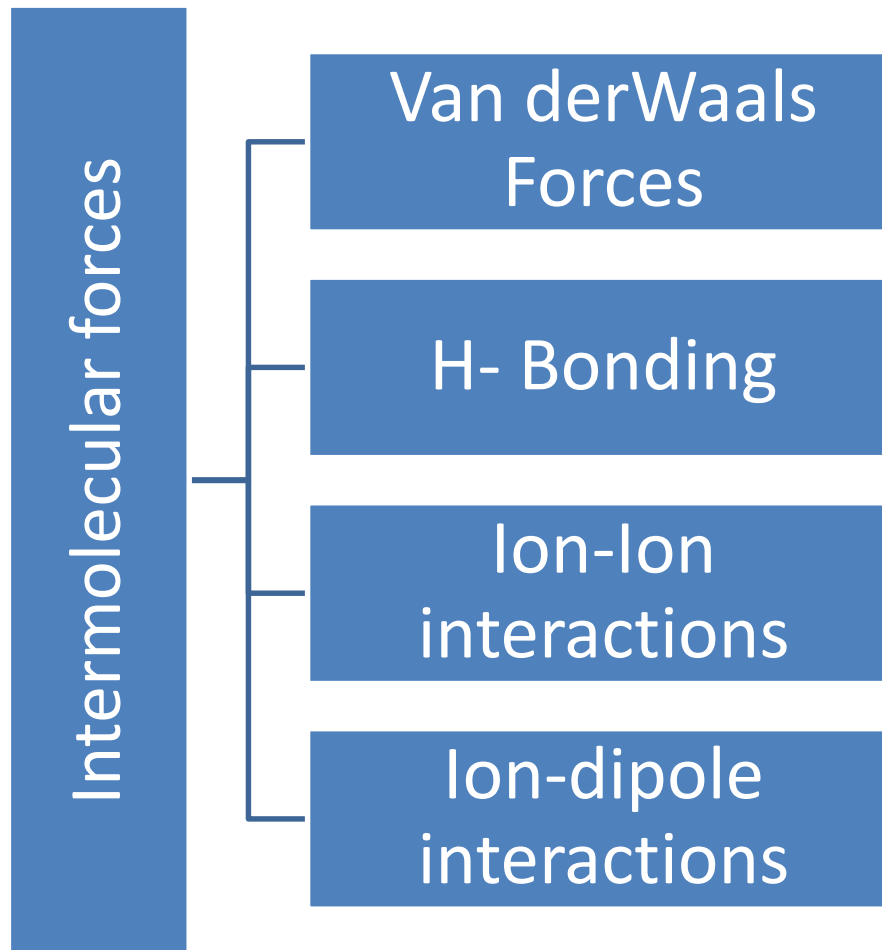 Intermolecular forces
Van derWaals
Forces
H- Bonding
Ion-Ion
interactions
Ion-dipole
interactions